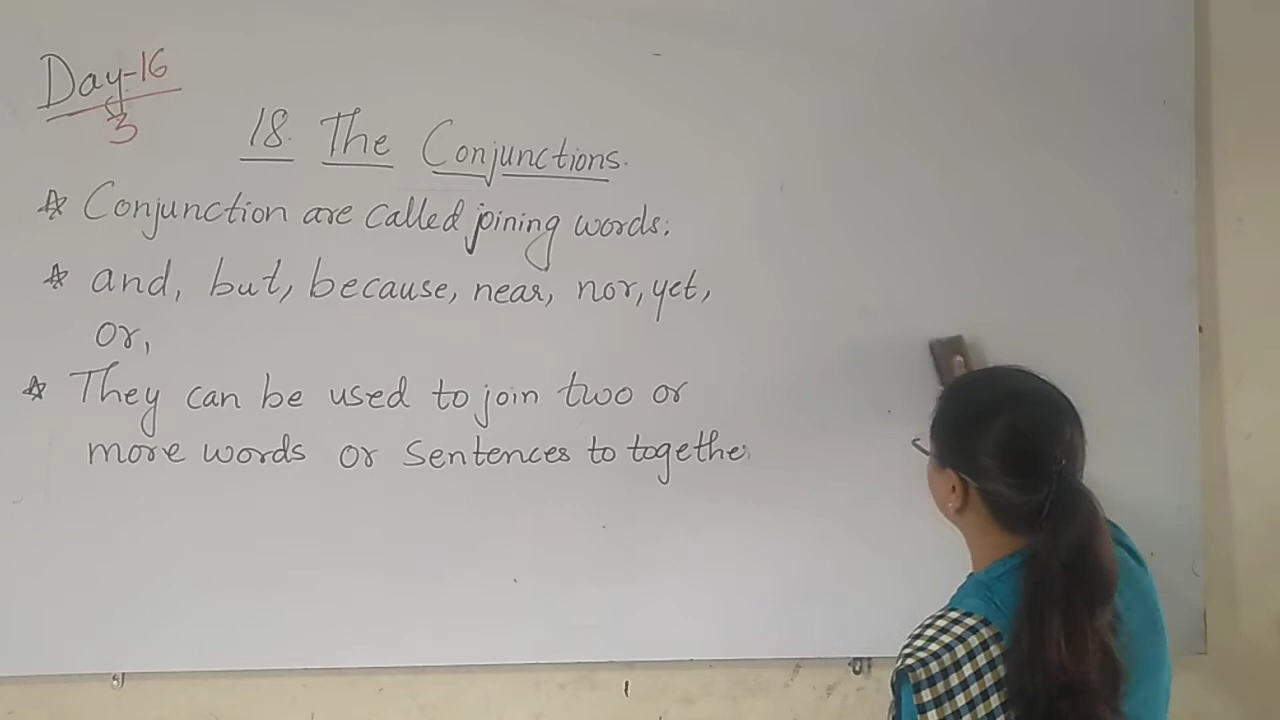 Day-16
3
18. The Conjunctions.
☆ Conjunction are called joining words.
☆ and, but, because, near, nor, yet,
or,
☆ They can be used to join two or
more words or sentences to togethe